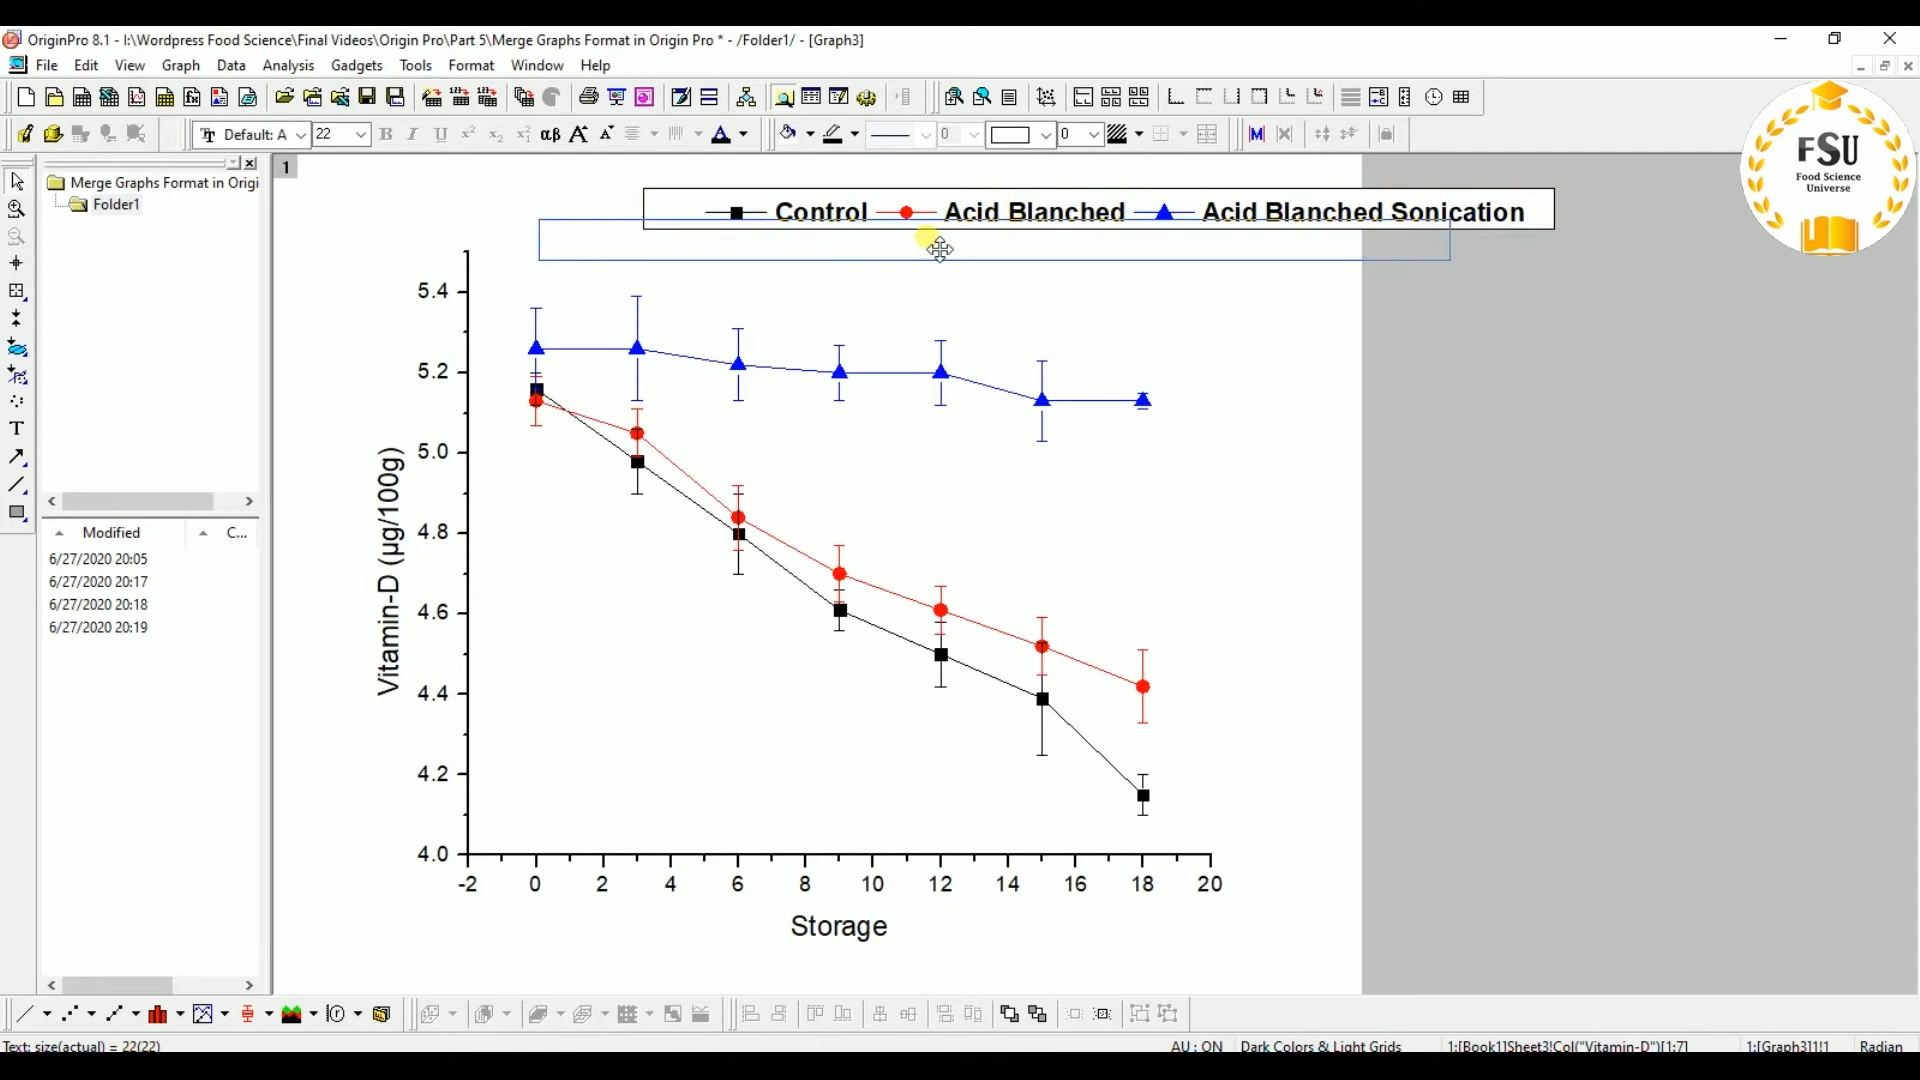 OriginPro 8.1 - I:\Wordpress Food Science\Final Videos\Origin Pro\Part 5\Merge Graphs Format in Origin Pro * - /Folder1/ - [Graph3]
File Edit View Graph Data Analysis Gadgets Tools Format Window Help
Default: A 22 B I U αβ A A A 0 0
FSU
Food Science
Universe
1
Merge Graphs Format in Origi
Folder1
Control Acid Blanched Acid Blanched Sonication
5.4
5.2
5.0
4.8
4.6
4.4
4.2
4.0
Vitamin-D (µg/100g)
-2 0 2 4 6 8 10 12 14 16 18 20
Storage
Modified C...
6/27/2020 20:05
6/27/2020 20:17
6/27/2020 20:18
6/27/2020 20:19
Text: size(actual) = 22(22) AU : ON Dark Colors & Light Grids 1:[Book1]Sheet3!Col("Vitamin-D")[1:7] 1:[Graph3]1!1 Radian